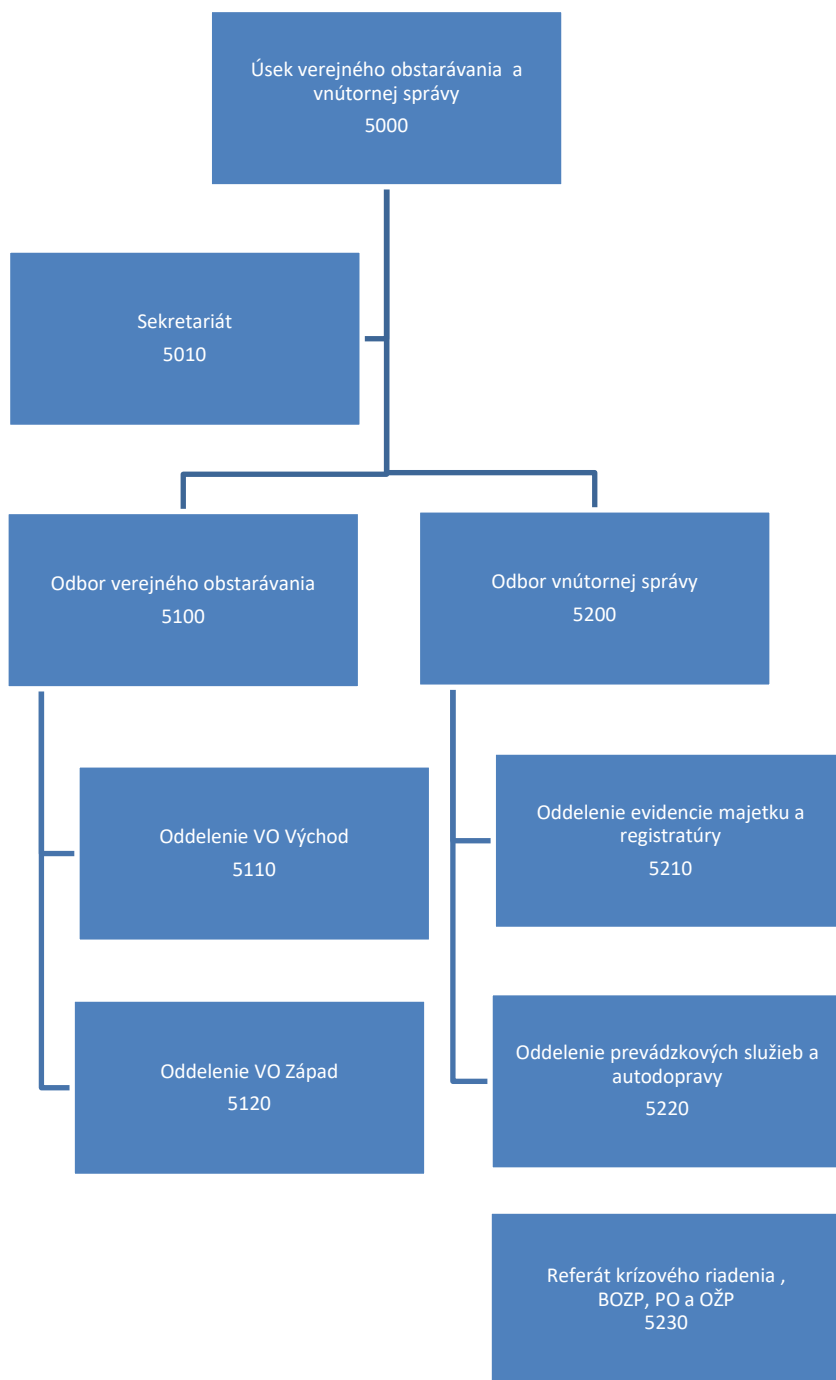 Úsek verejného obstarávania a
vnútornej správy
5000
Sekretariát
5010
Odbor verejného obstarávania
5100
Odbor vnútornej správy
5200
Oddelenie VO Východ
5110
Oddelenie evidencie majetku a
registratúry
5210
Oddelenie VO Západ
5120
Oddelenie prevádzkových služieb a
autodopravy
5220
Referát krízového riadenia ,
BOZP, PO a OŽP
5230